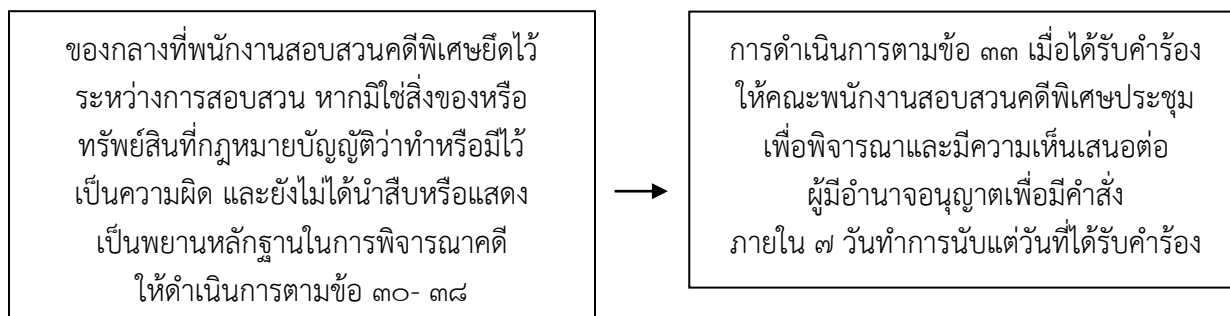 ของกลางที่พนักงานสอบสวนคดีพิเศษยึดไว้
ระหว่างการสอบสวน หากมิใช่สิ่งของหรือ
ทรัพย์สินที่กฎหมายบัญญัติว่าทำหรือมีไว้
เป็นความผิด และยังไม่ได้นำสืบหรือแสดง
เป็นพยานหลักฐานในการพิจารณาคดี
ให้ดำเนินการตามข้อ ๓๐- ๓๘
การดำเนินการตามข้อ ๓๓ เมื่อได้รับคำร้อง
ให้คณะพนักงานสอบสวนคดีพิเศษประชุม
เพื่อพิจารณาและมีความเห็นเสนอต่อ
ผู้มีอำนาจอนุญาตเพื่อมีคำสั่ง
ภายใน ๗ วันทำการนับแต่วันที่ได้รับคำร้อง